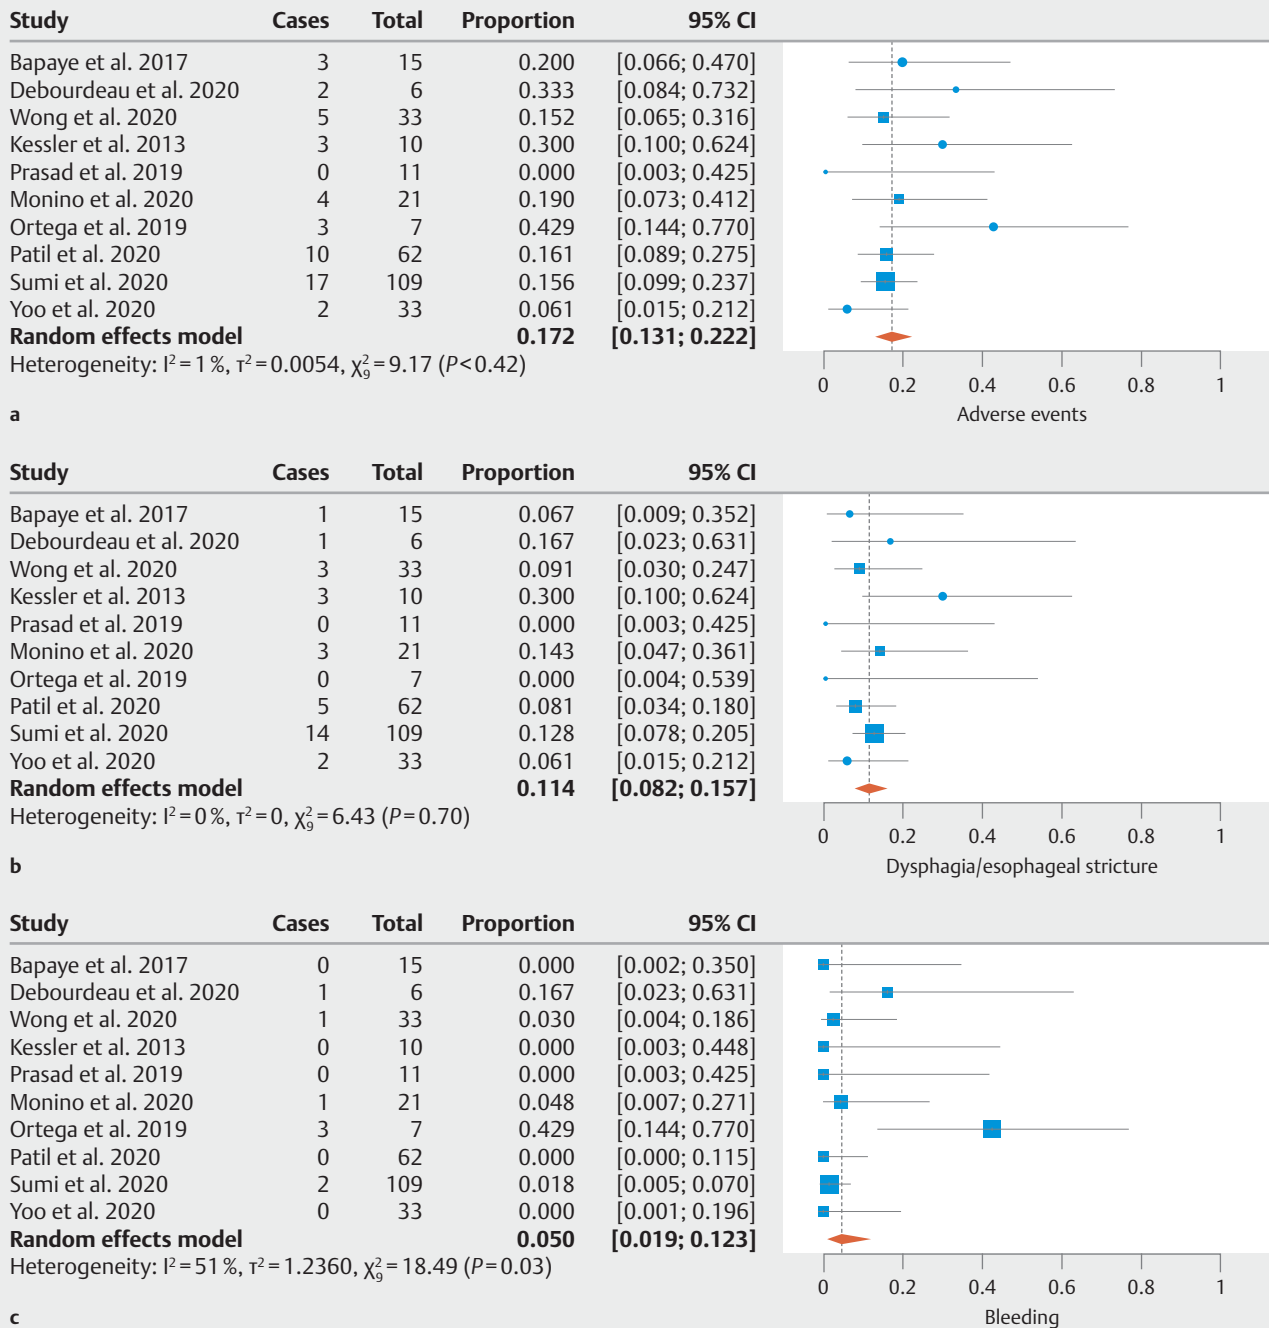 Study Cases Total Proportion 95% CI
Bapaye et al. 2017 3 15 0.200 [0.066; 0.470]
Debourdeau et al. 2020 2 6 0.333 [0.084; 0.732]
Wong et al. 2020 5 33 0.152 [0.065; 0.316]
Kessler et al. 2013 3 10 0.300 [0.100; 0.624]
Prasad et al. 2019 0 11 0.000 [0.003; 0.425]
Monino et al. 2020 4 21 0.190 [0.073; 0.412]
Ortega et al. 2019 3 7 0.429 [0.144; 0.770]
Patil et al. 2020 10 62 0.161 [0.089; 0.275]
Sumi et al. 2020 17 109 0.156 [0.099; 0.237]
Yoo et al. 2020 2 33 0.061 [0.015; 0.212]
Random effects model 0.172 [0.131; 0.222]
Heterogeneity: I² = 1 %, τ² = 0.0054, χ²₉ = 9.17 (P < 0.42)
0 0.2 0.4 0.6 0.8 1
Adverse events
a
Study Cases Total Proportion 95% CI
Bapaye et al. 2017 1 15 0.067 [0.009; 0.352]
Debourdeau et al. 2020 1 6 0.167 [0.023; 0.631]
Wong et al. 2020 3 33 0.091 [0.030; 0.247]
Kessler et al. 2013 3 10 0.300 [0.100; 0.624]
Prasad et al. 2019 0 11 0.000 [0.003; 0.425]
Monino et al. 2020 3 21 0.143 [0.047; 0.361]
Ortega et al. 2019 0 7 0.000 [0.004; 0.539]
Patil et al. 2020 5 62 0.081 [0.034; 0.180]
Sumi et al. 2020 14 109 0.128 [0.078; 0.205]
Yoo et al. 2020 2 33 0.061 [0.015; 0.212]
Random effects model 0.114 [0.082; 0.157]
Heterogeneity: I² = 0 %, τ² = 0, χ²₉ = 6.43 (P = 0.70)
0 0.2 0.4 0.6 0.8 1
Dysphagia/esophageal stricture
b
Study Cases Total Proportion 95% CI
Bapaye et al. 2017 0 15 0.000 [0.002; 0.350]
Debourdeau et al. 2020 1 6 0.167 [0.023; 0.631]
Wong et al. 2020 1 33 0.030 [0.004; 0.186]
Kessler et al. 2013 0 10 0.000 [0.003; 0.448]
Prasad et al. 2019 0 11 0.000 [0.003; 0.425]
Monino et al. 2020 1 21 0.048 [0.007; 0.271]
Ortega et al. 2019 3 7 0.429 [0.144; 0.770]
Patil et al. 2020 0 62 0.000 [0.000; 0.115]
Sumi et al. 2020 2 109 0.018 [0.005; 0.070]
Yoo et al. 2020 0 33 0.000 [0.001; 0.196]
Random effects model 0.050 [0.019; 0.123]
Heterogeneity: I² = 51 %, τ² = 1.2360, χ²₉ = 18.49 (P = 0.03)
0 0.2 0.4 0.6 0.8 1
Bleeding
c